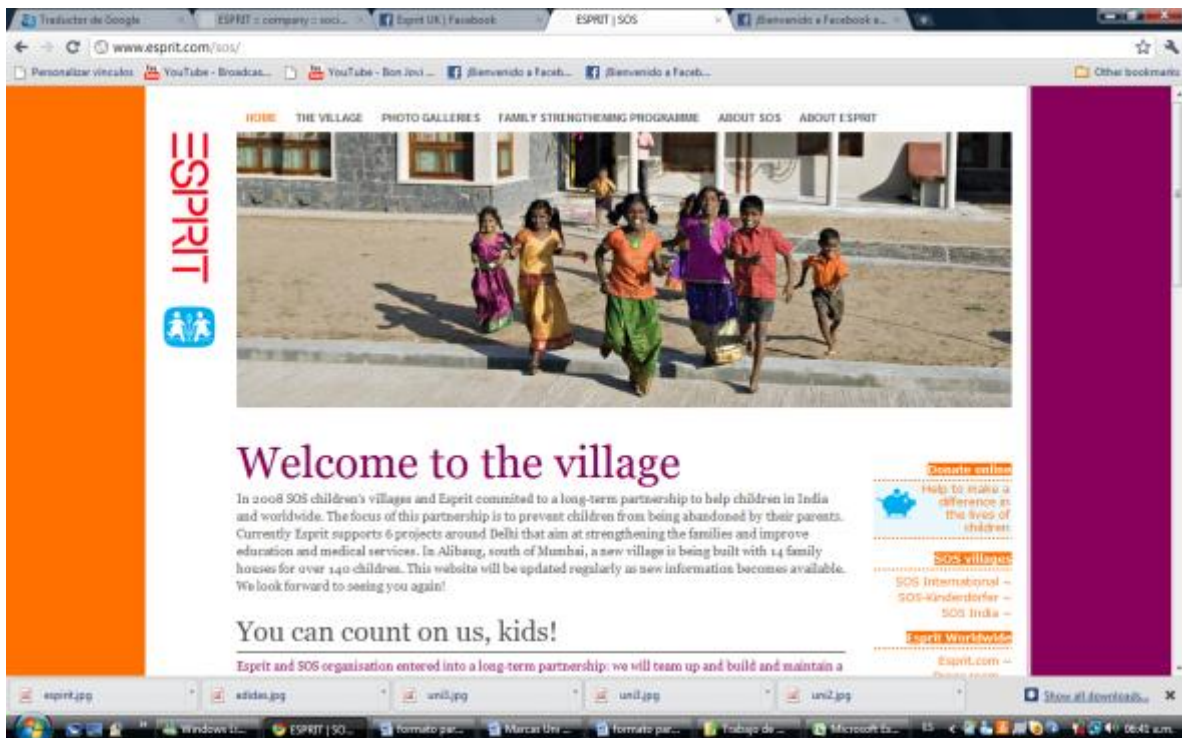 Traductor de Google
ESPRIT :: company :: soci...
Esprit UK | Facebook
ESPRIT | SOS
¡Bienvenido a Facebook a...
www.esprit.com/sos/
Personalizar vínculos
YouTube - Broadcas...
YouTube - Bon Jovi ...
¡Bienvenido a Faceb...
¡Bienvenido a Faceb...
Other bookmarks
HOME THE VILLAGE PHOTO GALLERIES FAMILY STRENGTHENING PROGRAMME ABOUT SOS ABOUT ESPRIT
ESPRIT
Welcome to the village
In 2008 SOS children's villages and Esprit commited to a long-term partnership to help children in India
and worldwide. The focus of this partnership is to prevent children from being abandoned by their parents.
Currently Esprit supports 6 projects around Delhi that aim at strengthening the families and improve
education and medical services. In Alibaug, south of Mumbai, a new village is being built with 14 family
houses for over 140 children. This website will be updated regularly as new information becomes available.
We look forward to seeing you again!
You can count on us, kids!
Esprit and SOS organisation entered into a long-term partnership: we will team up and build and maintain a
Donate online
Help to make a
difference in
the lives of
children
SOS villages
SOS International
SOS-Kinderdörfer
SOS India
Esprit Worldwide
Esprit.com
Press room
esprit.jpg
adidas.jpg
uni3.jpg
uni1.jpg
uni2.jpg
Show all downloads...
Windows Li...
ESPRIT | SO...
formato par...
Marcas Uni ...
formato par...
Trabajo de ...
Microsoft Ex...
ES
06:41 a.m.